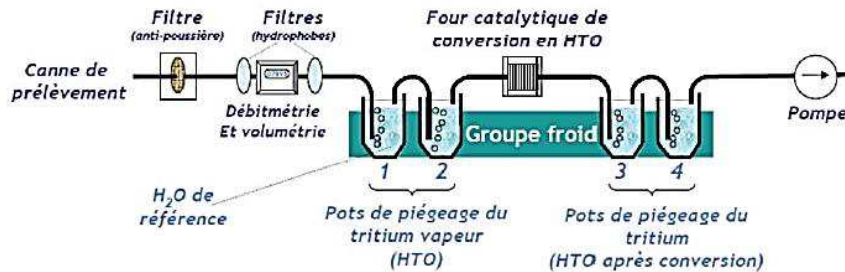 Filtre
(anti-poussière)
Filtres
(hydrophobes)
Four catalytique de
conversion en HTO
Canne de
prélèvement
Débitmétrie
Et volumétrie
Pompe
Groupe froid
1
2
3
4
H₂O de
référence
Pots de piégeage du
tritium vapeur
(HTO)
Pots de piégeage du
tritium
(HTO après conversion)